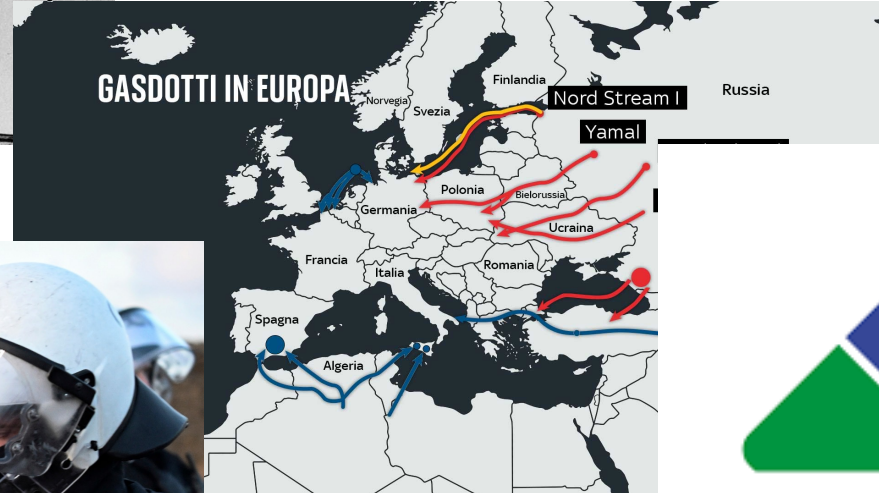 GASDOTTI IN EUROPA
Finlandia
Russia
Norvegia
Svezia
Nord Stream I
Yamal
Polonia
Bielorussia
Germania
Ucraina
Francia
Italia
Romania
Spagna
Algeria